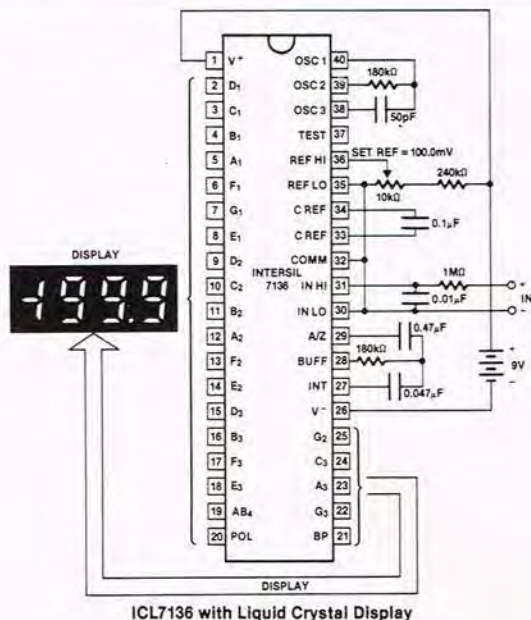 1 V+ OSC 1 40
2 D1 OSC 2 39 180kΩ
3 C1 OSC 3 38 50pF
4 B1 TEST 37
5 A1 REF HI 36 SET REF = 100.0mV
6 F1 REF LO 35 10kΩ 240kΩ
7 G1 C REF 34
8 E1 C REF 33 0.1µF
DISPLAY
9 D2 COMM 32
-199.9
10 C2 INTERSIL 7136 IN HI 31 1MΩ + IN
11 B2 IN LO 30 0.01µF -
12 A2 A/Z 29 0.47µF
13 F2 BUFF 28 180kΩ + 9V -
14 E2 INT 27 0.047µF
15 D3 V- 26
16 B3 G2 25
17 F3 C3 24
18 E3 A3 23
19 AB4 G3 22
20 POL BP 21
DISPLAY
ICL7136 with Liquid Crystal Display